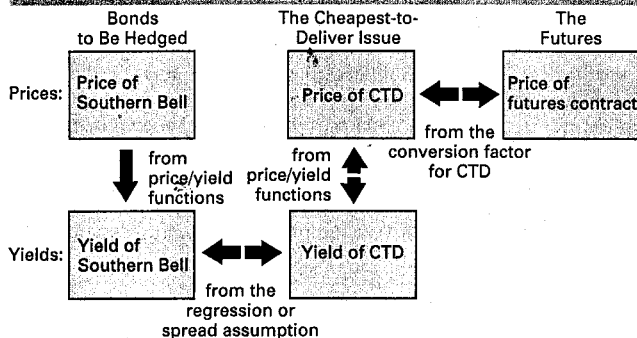 Bonds
to Be Hedged
The Cheapest-to-
Deliver Issue
The
Futures
Prices:
Price of
Southern Bell
Price of CTD
Price of
futures contract
from
price/yield
functions
from
price/yield
functions
from the
conversion factor
for CTD
Yields:
Yield of
Southern Bell
Yield of CTD
from the
regression or
spread assumption